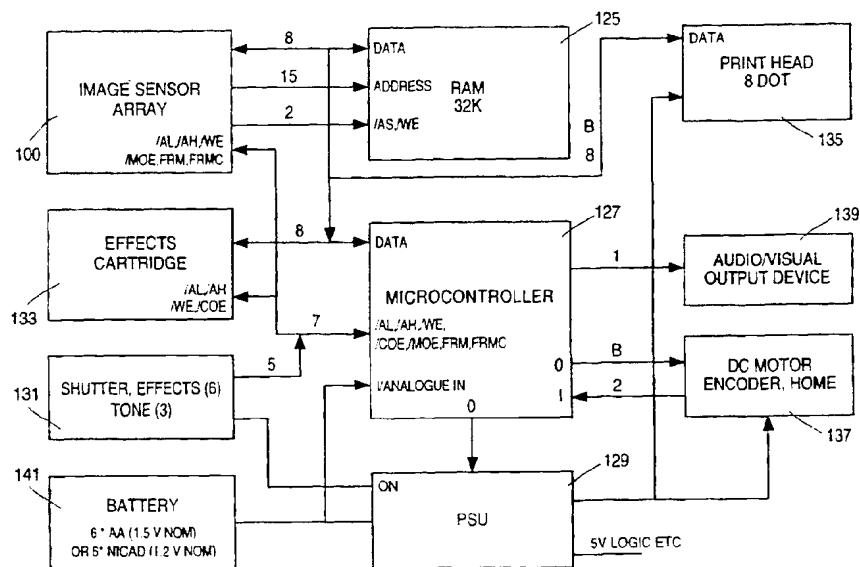 8
125
DATA
DATA
IMAGE SENSOR
ARRAY
15
ADDRESS
RAM
32K
PRINT HEAD
8 DOT
2
/AS,/WE
B
8
100
/AL,/AH,/WE
/MOE,FRM,FRMC
135
127
139
EFFECTS
CARTRIDGE
8
DATA
1
AUDIO/VISUAL
OUTPUT DEVICE
133
/AL,/AH
/WE,/COE
MICROCONTROLLER
7
/AL,/AH,/WE,
/COE,/MOE,FRM,FRMC
0
B
DC MOTOR
ENCODER, HOME
5
131
SHUTTER, EFFECTS (6)
TONE (3)
I/ANALOGUE IN
I
2
0
137
141
129
BATTERY
ON
PSU
6* AA (1.5 V NOM)
OR 6* NICAD (1.2 V NOM)
5V LOGIC ETC